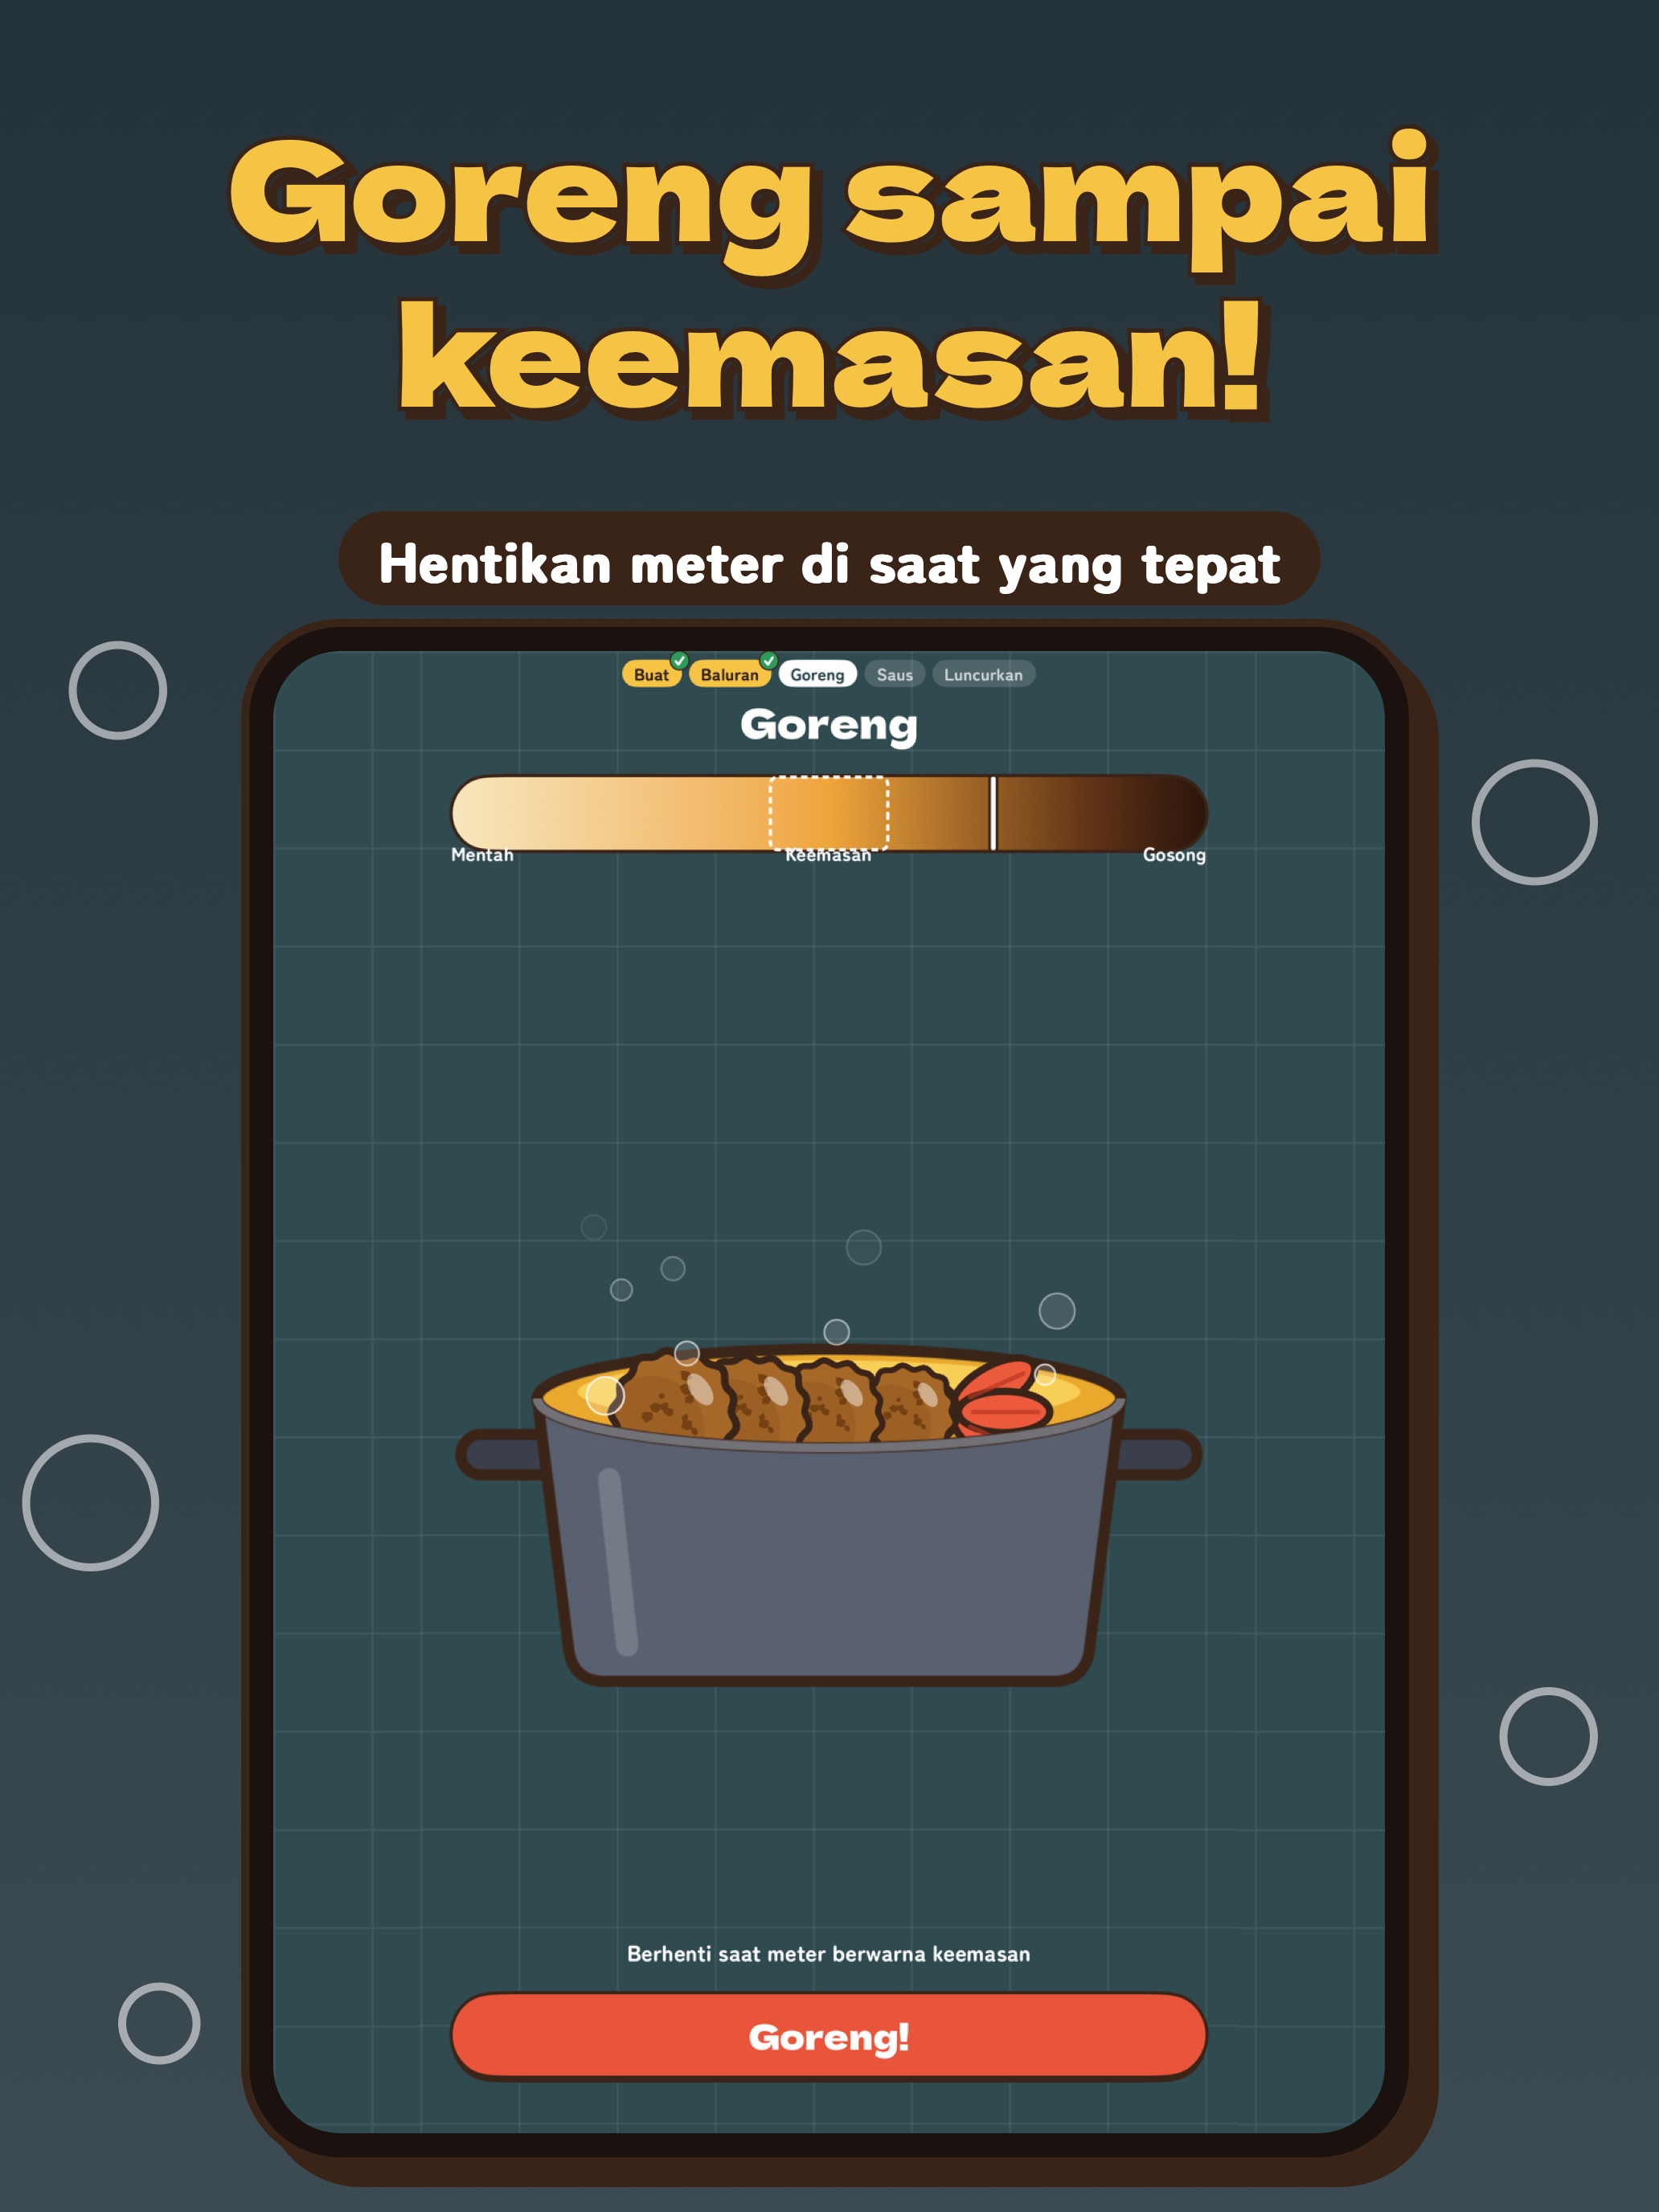 Goreng sampai
keemasan!
Hentikan meter di saat yang tepat
Buat Baluran Goreng Saus Luncurkan
Goreng
Mentah Keemasan Gosong
Berhenti saat meter berwarna keemasan
Goreng!